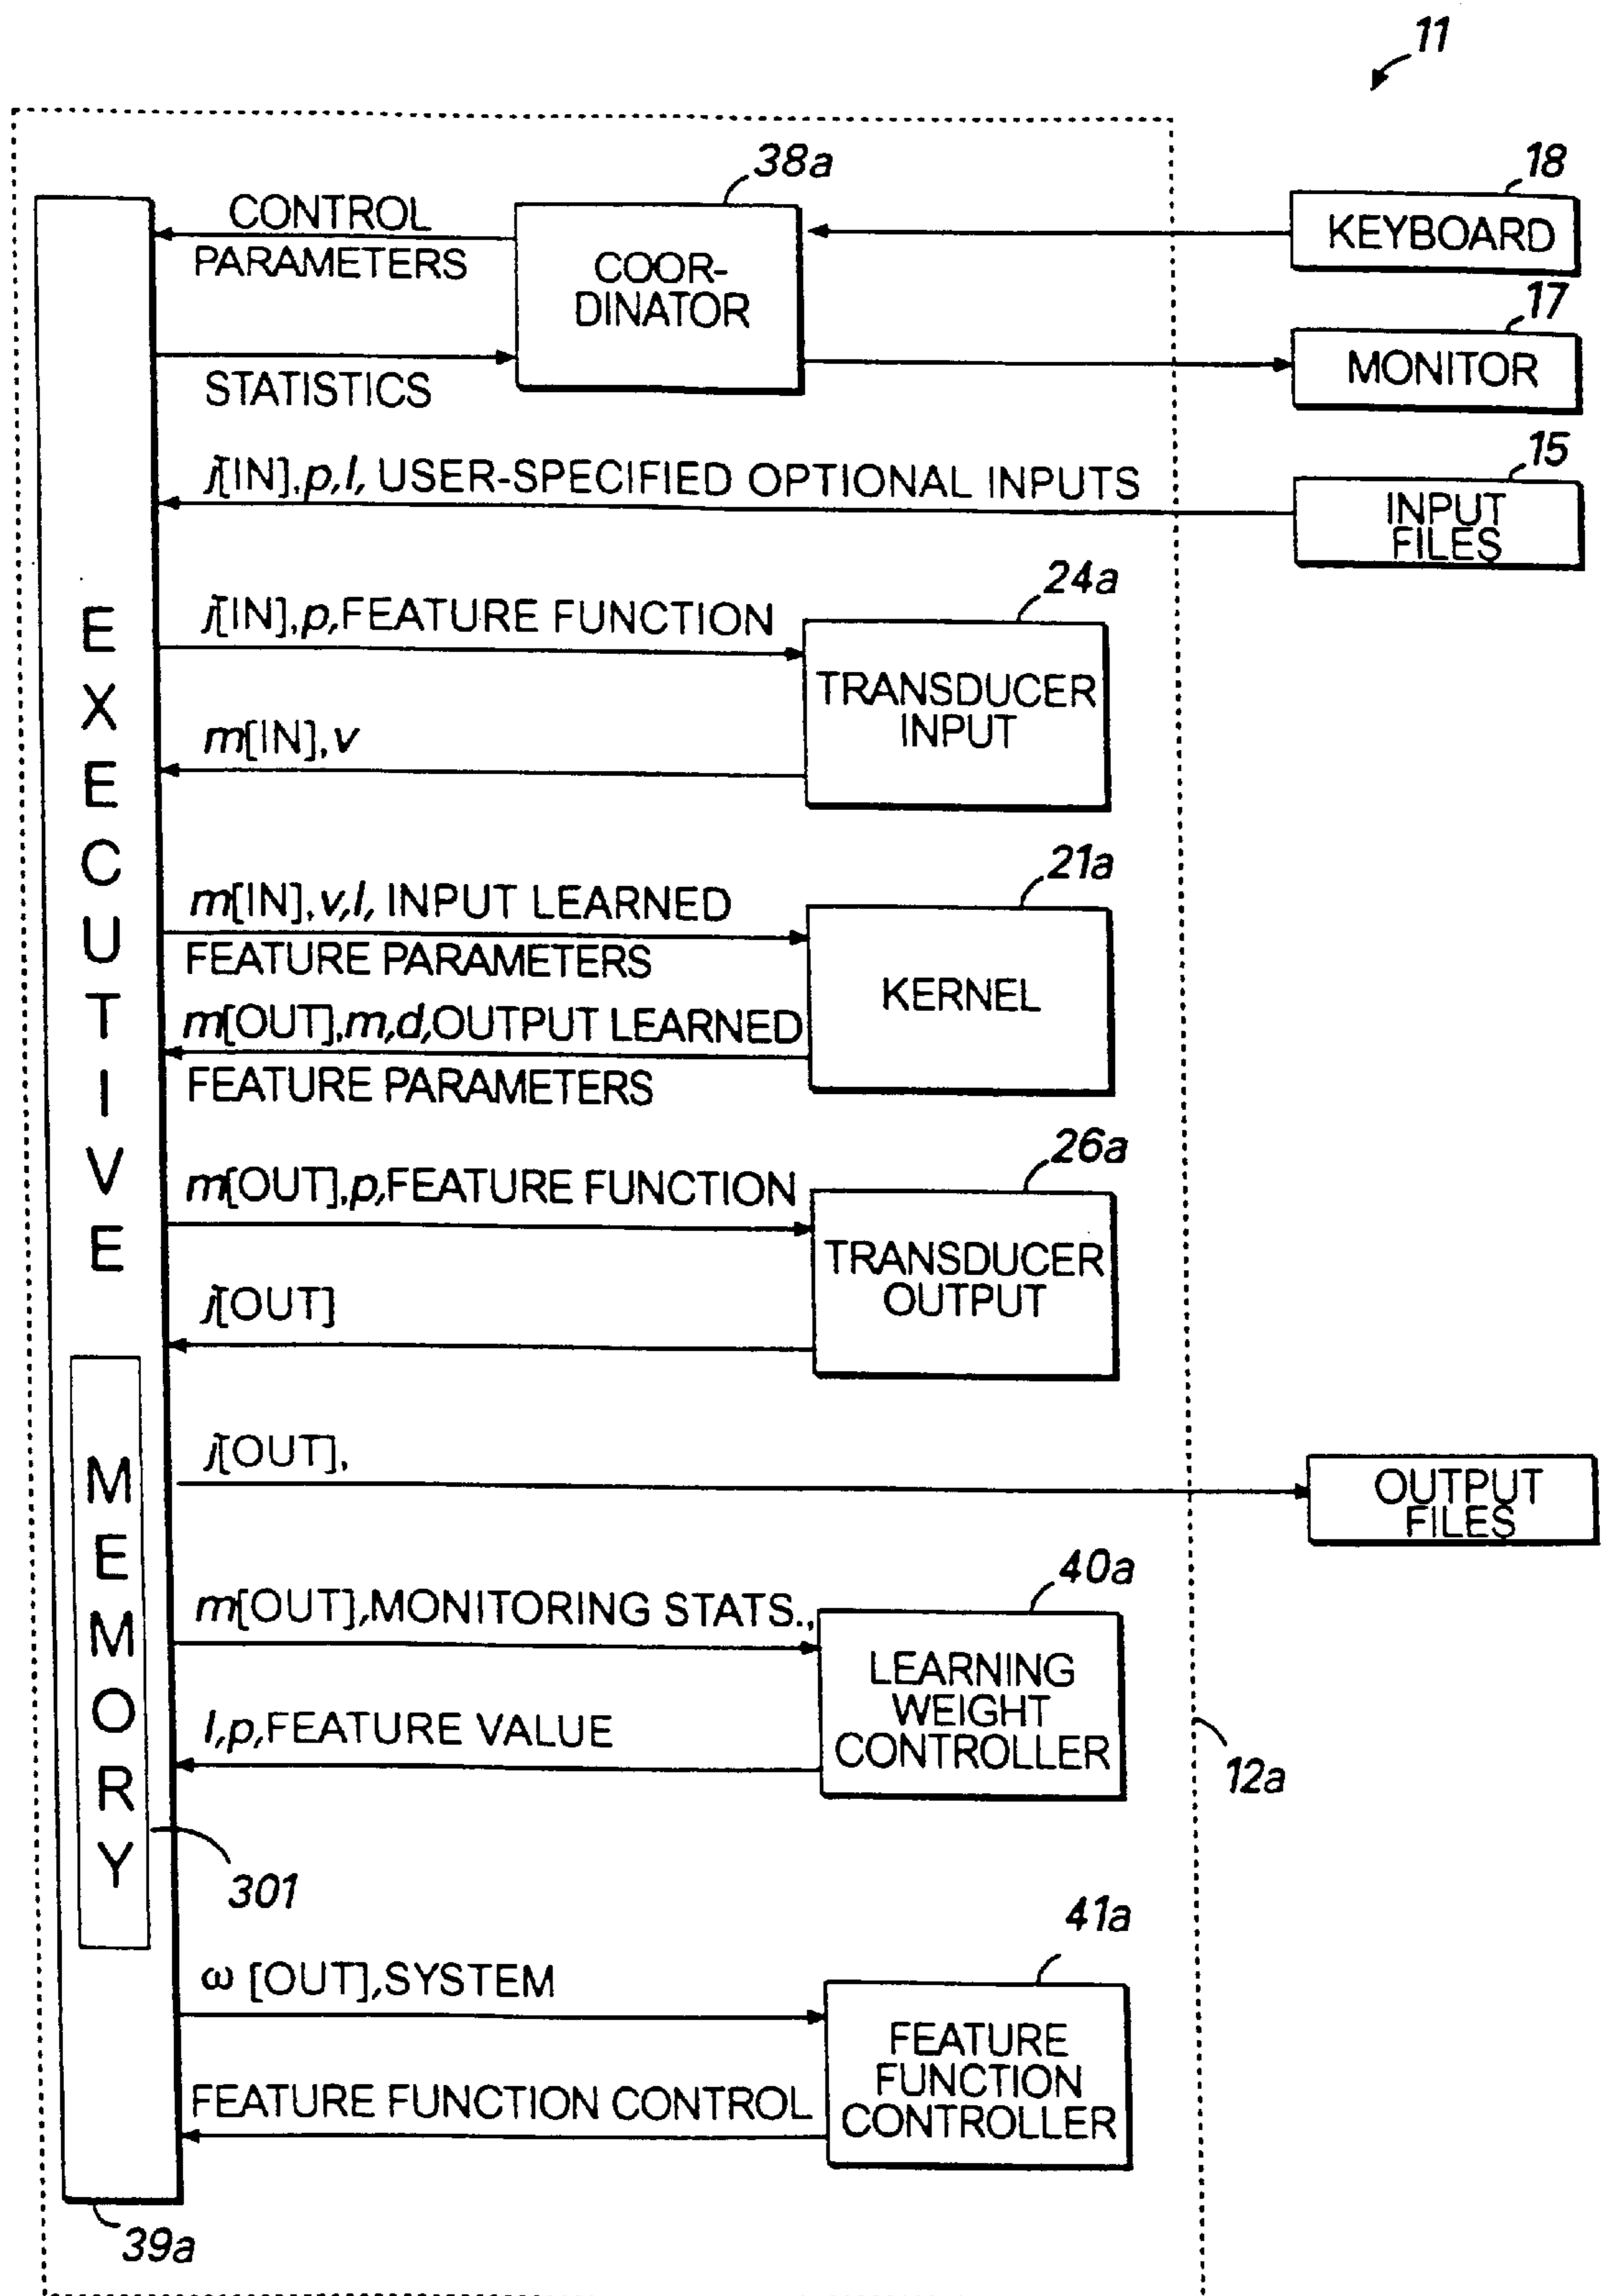 11
38a
18
CONTROL
PARAMETERS
COOR-
DINATOR
KEYBOARD
17
STATISTICS
MONITOR
15
j[IN],p,l, USER-SPECIFIED OPTIONAL INPUTS
INPUT
FILES
24a
j[IN],p,FEATURE FUNCTION
TRANSDUCER
INPUT
m[IN],v
21a
m[IN],v,l, INPUT LEARNED
FEATURE PARAMETERS
KERNEL
m[OUT],m,d,OUTPUT LEARNED
FEATURE PARAMETERS
EXECUTIVE
26a
m[OUT],p,FEATURE FUNCTION
TRANSDUCER
OUTPUT
j[OUT]
j[OUT],
OUTPUT
FILES
MEMORY
40a
m[OUT],MONITORING STATS.,
LEARNING
WEIGHT
CONTROLLER
l,p,FEATURE VALUE
12a
301
41a
ω [OUT],SYSTEM
FEATURE
FUNCTION
CONTROLLER
FEATURE FUNCTION CONTROL
39a